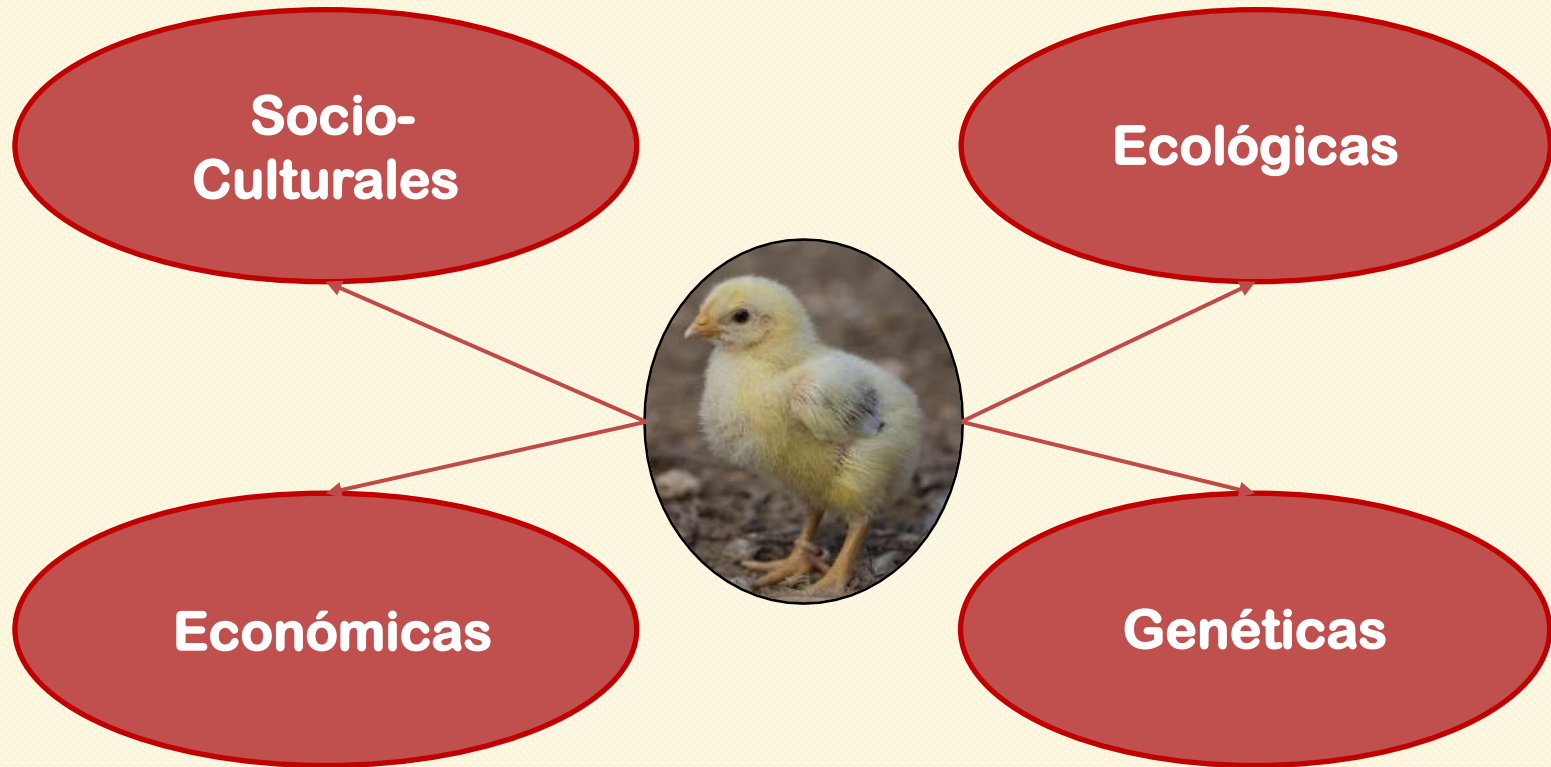 Socio-
Culturales
Ecológicas
Económicas
Genéticas